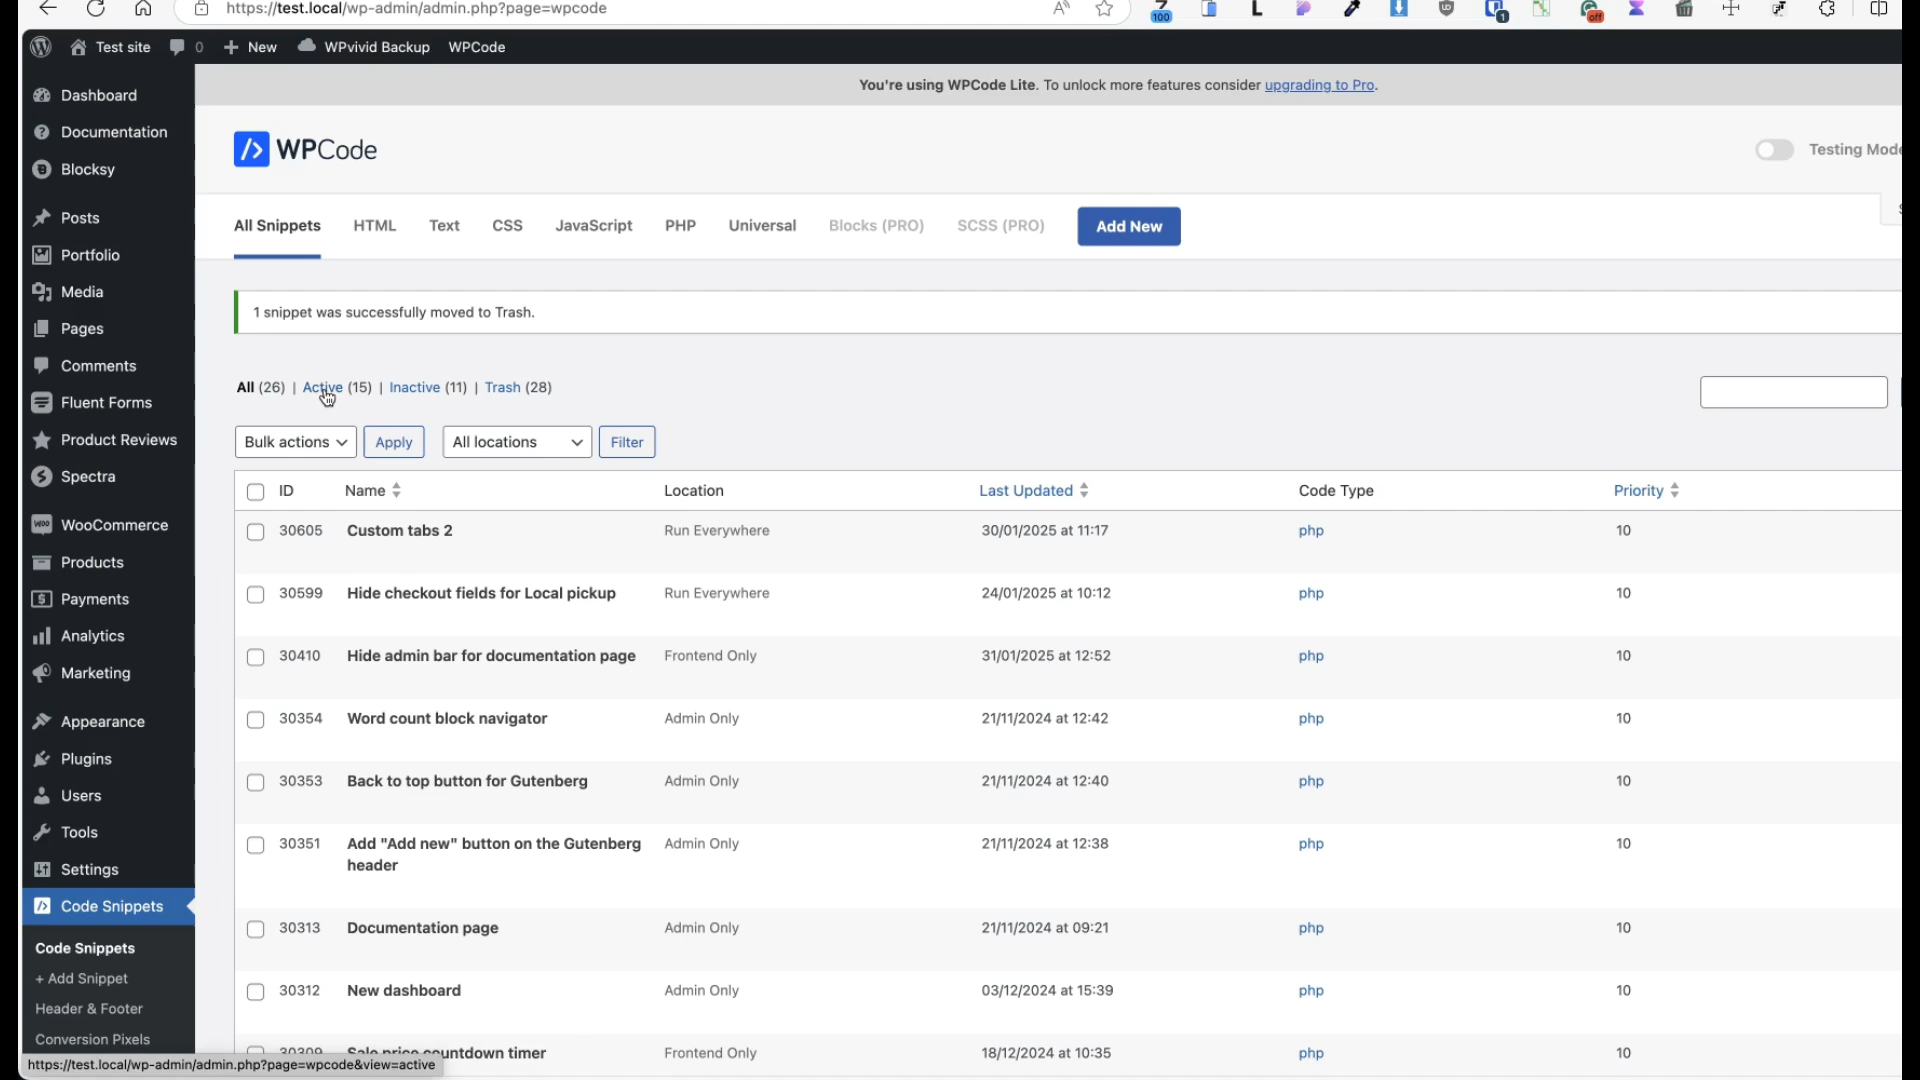 https://test.local/wp-admin/admin.php?page=wpcode
100
1
off
Test site 0 New WPvivid Backup WPCode
You're using WPCode Lite. To unlock more features consider upgrading to Pro.
WPCode
Testing Mode
All Snippets HTML Text CSS JavaScript PHP Universal Blocks (PRO) SCSS (PRO) Add New
1 snippet was successfully moved to Trash.
All (26) | Active (15) | Inactive (11) | Trash (28)
Bulk actions Apply All locations Filter
ID Name Location Last Updated Code Type Priority
30605 Custom tabs 2 Run Everywhere 30/01/2025 at 11:17 php 10
30599 Hide checkout fields for Local pickup Run Everywhere 24/01/2025 at 10:12 php 10
30410 Hide admin bar for documentation page Frontend Only 31/01/2025 at 12:52 php 10
30354 Word count block navigator Admin Only 21/11/2024 at 12:42 php 10
30353 Back to top button for Gutenberg Admin Only 21/11/2024 at 12:40 php 10
30351 Add "Add new" button on the Gutenberg Admin Only 21/11/2024 at 12:38 php 10
header
30313 Documentation page Admin Only 21/11/2024 at 09:21 php 10
30312 New dashboard Admin Only 03/12/2024 at 15:39 php 10
30309 Sale price countdown timer Frontend Only 18/12/2024 at 10:35 php 10
Dashboard
Documentation
Blocksy
Posts
Portfolio
Media
Pages
Comments
Fluent Forms
Product Reviews
Spectra
WooCommerce
Products
Payments
Analytics
Marketing
Appearance
Plugins
Users
Tools
Settings
Code Snippets
Code Snippets
+ Add Snippet
Header & Footer
Conversion Pixels
https://test.local/wp-admin/admin.php?page=wpcode&view=active